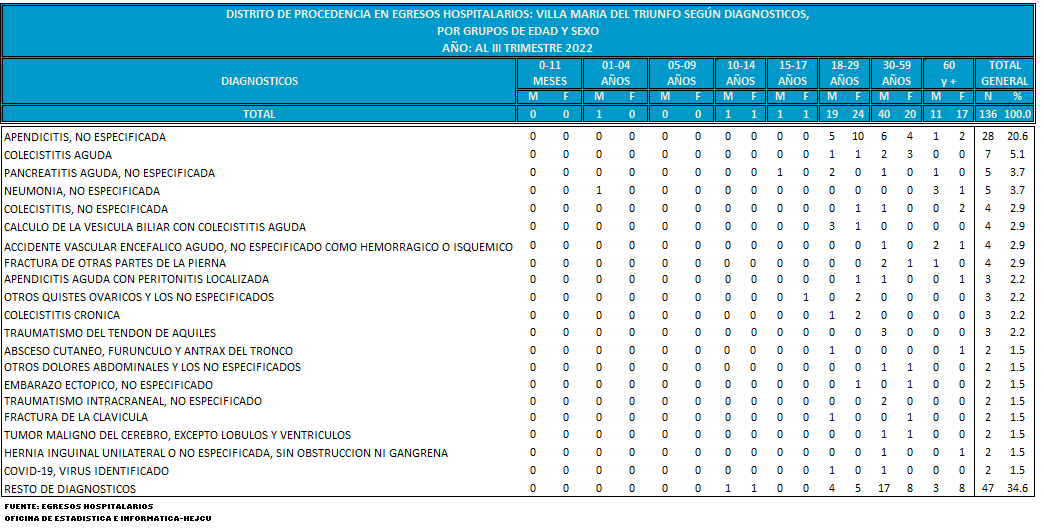 DISTRITO DE PROCEDENCIA EN EGRESOS HOSPITALARIOS: VILLA MARIA DEL TRIUNFO SEGÚN DIAGNOSTICOS,
POR GRUPOS DE EDAD Y SEXO
AÑO: AL III TRIMESTRE 2022
DIAGNOSTICOS 0-11 MESES 01-04 AÑOS 05-09 AÑOS 10-14 AÑOS 15-17 AÑOS 18-29 AÑOS 30-59 AÑOS 60 y + TOTAL GENERAL
M F M F M F M F M F M F M F M F N %
TOTAL 0 0 1 0 0 0 1 1 1 1 19 24 40 20 11 17 136 100.0
APENDICITIS, NO ESPECIFICADA 0 0 0 0 0 0 0 0 0 0 5 10 6 4 1 2 28 20.6
COLECISTITIS AGUDA 0 0 0 0 0 0 0 0 0 0 1 1 2 3 0 0 7 5.1
PANCREATITIS AGUDA, NO ESPECIFICADA 0 0 0 0 0 0 0 0 1 0 2 0 1 0 1 0 5 3.7
NEUMONIA, NO ESPECIFICADA 0 0 1 0 0 0 0 0 0 0 0 0 0 0 3 1 5 3.7
COLECISTITIS, NO ESPECIFICADA 0 0 0 0 0 0 0 0 0 0 0 1 1 0 0 2 4 2.9
CALCULO DE LA VESICULA BILIAR CON COLECISTITIS AGUDA 0 0 0 0 0 0 0 0 0 0 3 1 0 0 0 0 4 2.9
ACCIDENTE VASCULAR ENCEFALICO AGUDO, NO ESPECIFICADO COMO HEMORRAGICO O ISQUEMICO 0 0 0 0 0 0 0 0 0 0 0 0 1 0 2 1 4 2.9
FRACTURA DE OTRAS PARTES DE LA PIERNA 0 0 0 0 0 0 0 0 0 0 0 0 2 1 1 0 4 2.9
APENDICITIS AGUDA CON PERITONITIS LOCALIZADA 0 0 0 0 0 0 0 0 0 0 0 1 1 0 0 1 3 2.2
OTROS QUISTES OVARICOS Y LOS NO ESPECIFICADOS 0 0 0 0 0 0 0 0 0 1 0 2 0 0 0 0 3 2.2
COLECISTITIS CRONICA 0 0 0 0 0 0 0 0 0 0 1 2 0 0 0 0 3 2.2
TRAUMATISMO DEL TENDON DE AQUILES 0 0 0 0 0 0 0 0 0 0 0 0 3 0 0 0 3 2.2
ABSCESO CUTANEO, FURUNCULO Y ANTRAX DEL TRONCO 0 0 0 0 0 0 0 0 0 0 1 0 0 0 0 1 2 1.5
OTROS DOLORES ABDOMINALES Y LOS NO ESPECIFICADOS 0 0 0 0 0 0 0 0 0 0 0 0 1 1 0 0 2 1.5
EMBARAZO ECTOPICO, NO ESPECIFICADO 0 0 0 0 0 0 0 0 0 0 0 1 0 1 0 0 2 1.5
TRAUMATISMO INTRACRANEAL, NO ESPECIFICADO 0 0 0 0 0 0 0 0 0 0 0 0 2 0 0 0 2 1.5
FRACTURA DE LA CLAVICULA 0 0 0 0 0 0 0 0 0 0 1 0 0 1 0 0 2 1.5
TUMOR MALIGNO DEL CEREBRO, EXCEPTO LOBULOS Y VENTRICULOS 0 0 0 0 0 0 0 0 0 0 0 0 1 1 0 0 2 1.5
HERNIA INGUINAL UNILATERAL O NO ESPECIFICADA, SIN OBSTRUCCION NI GANGRENA 0 0 0 0 0 0 0 0 0 0 0 0 1 0 0 1 2 1.5
COVID-19, VIRUS IDENTIFICADO 0 0 0 0 0 0 0 0 0 0 1 0 1 0 0 0 2 1.5
RESTO DE DIAGNOSTICOS 0 0 0 0 0 0 1 1 0 0 4 5 17 8 3 8 47 34.6
FUENTE: EGRESOS HOSPITALARIOS
OFICINA DE ESTADISTICA E INFORMATICA-HEJCU